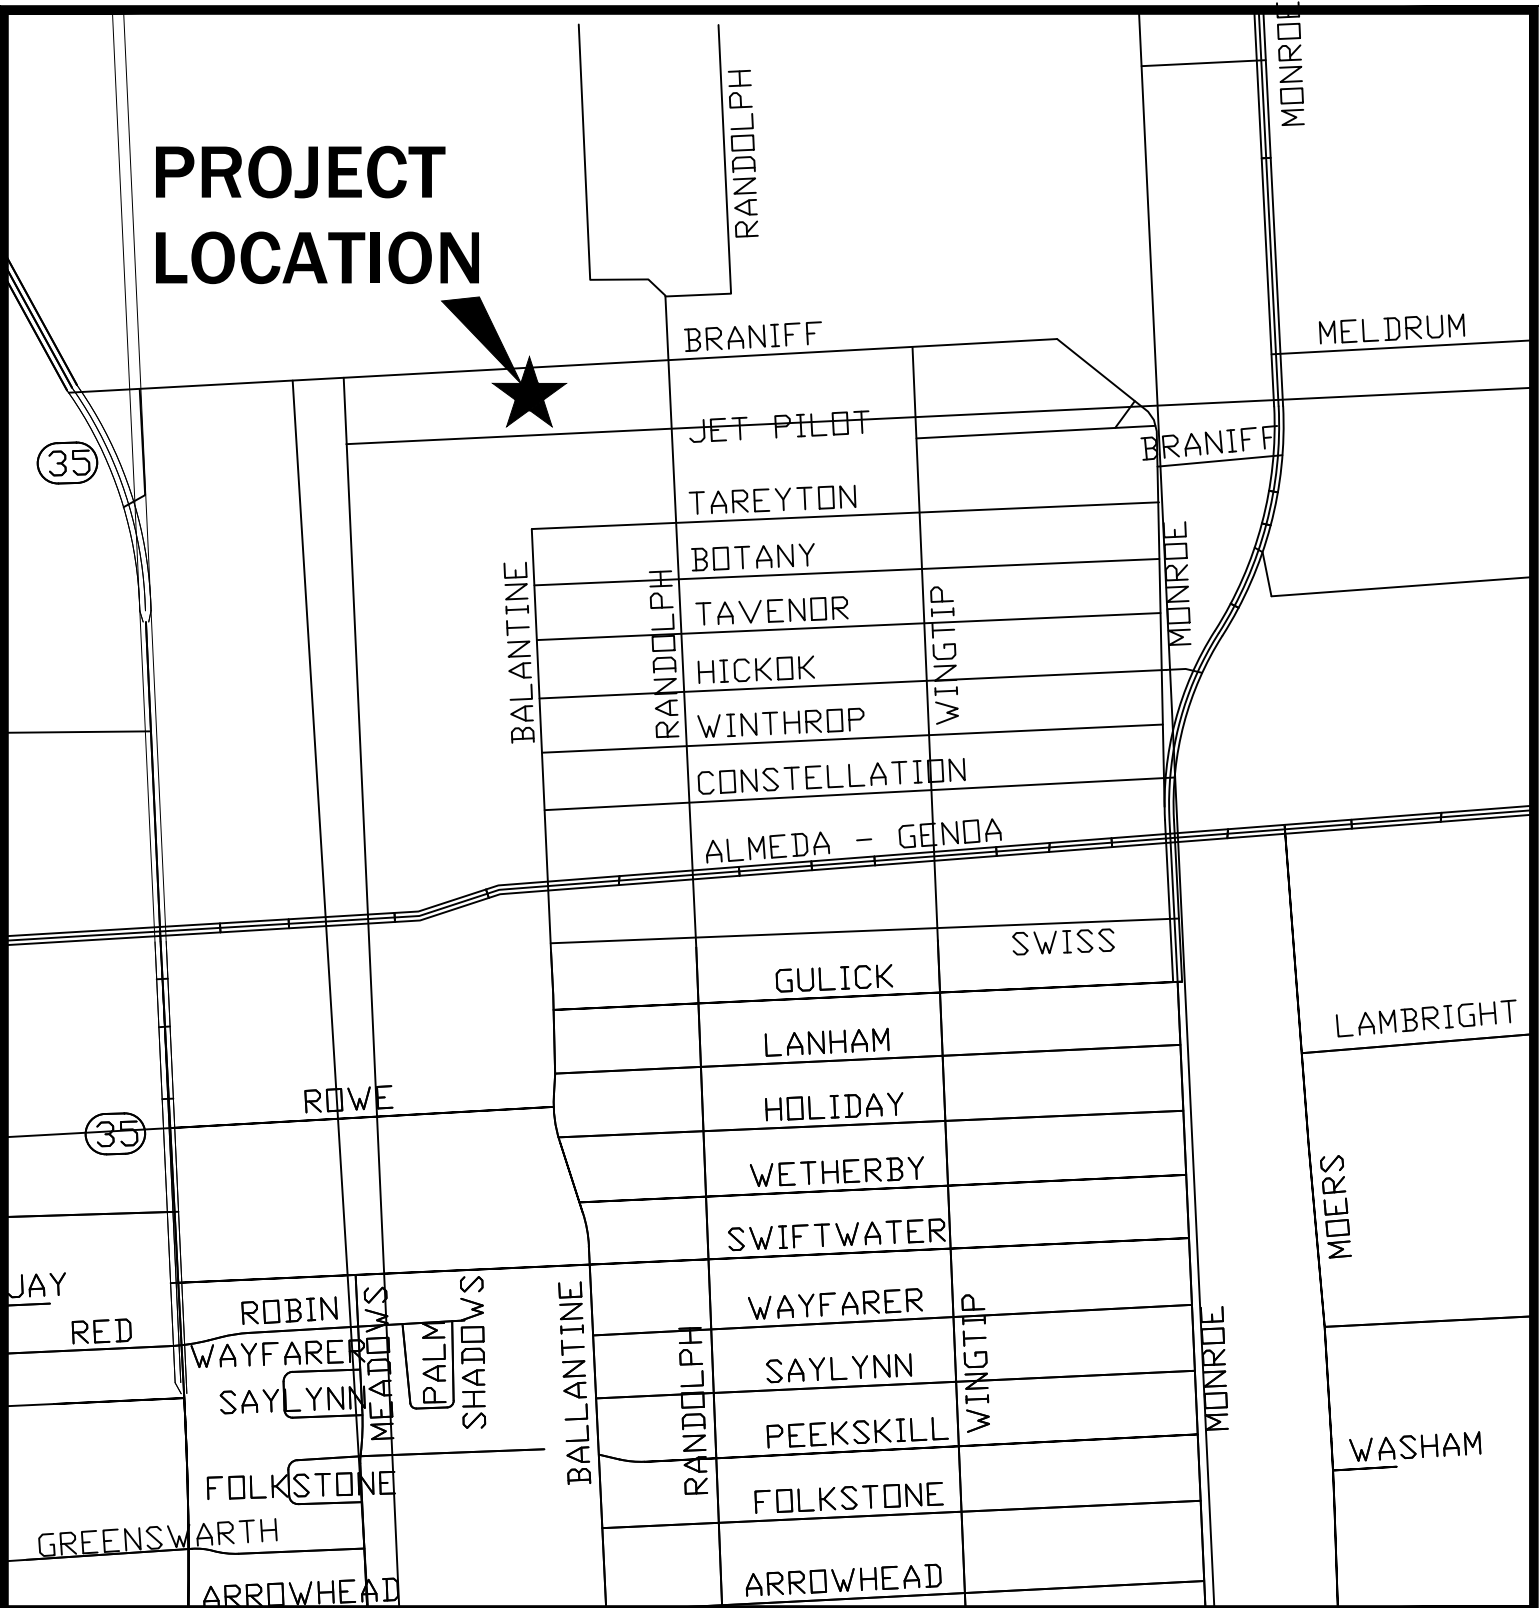 MONROE
RANDOLPH
PROJECT
LOCATION
BRANIFF
MELDRUM
JET PILOT
BRANIFF
35
TAREYTON
BOTANY
TAVENOR
HICKOK
WINTHROP
CONSTELLATION
BALANTINE
RANDOLPH
WINGTIP
MONROE
ALMEDA - GENOA
SWISS
GULICK
LAMBRIGHT
LANHAM
ROWE
HOLIDAY
35
WETHERBY
MOERS
SWIFTWATER
JAY
ROBIN
WAYFARER
RED
WAYFARER
SAYLYNN
SAYLYNN
MEADOWS
PALM
SHADOWS
BALLANTINE
RANDOLPH
WINGTIP
MONROE
PEEKSKILL
WASHAM
FOLKSTONE
FOLKSTONE
GREENSWARTH
ARROWHEAD
ARROWHEAD